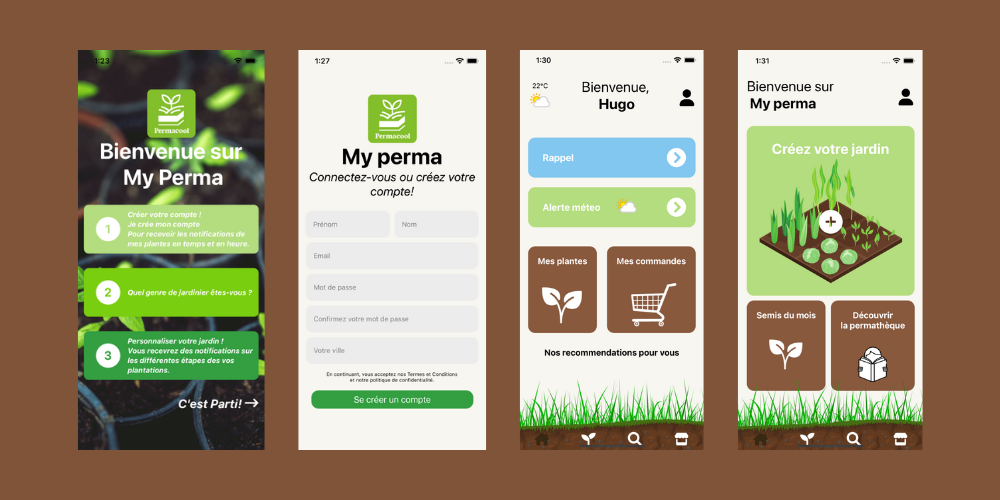 1:23
Permacool
Bienvenue sur
My Perma
1
Créer votre compte !
Je crée mon compte
Pour recevoir les notifications de
mes plantes en temps et en heure.
2
Quel genre de jardinier êtes-vous ?
3
Personnaliser votre jardin !
Vous recevrez des notifications sur
les différentes étapes des vos
plantations.
C'est Parti!
1:27
Permacool
My perma
Connectez-vous ou créez votre
compte!
Prénom
Nom
Email
Mot de passe
Confirmez votre mot de passe
Votre ville
En continuant, vous acceptez nos Termes et Conditions
et notre politique de confidentialité.
Se créer un compte
1:30
22°C
Bienvenue,
Hugo
Rappel
Alerte méteo
Mes plantes
Mes commandes
Nos recommendations pour vous
1:31
Bienvenue sur
My perma
Créez votre jardin
Semis du mois
Découvrir
la permathèque